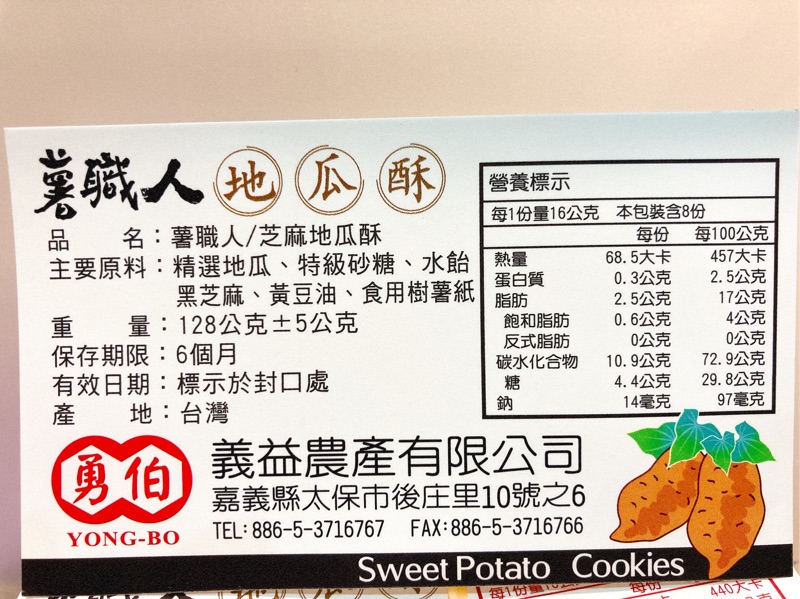 薯職人 地瓜酥
品　　名：薯職人/芝麻地瓜酥
主要原料：精選地瓜、特級砂糖、水飴
黑芝麻、黃豆油、食用樹薯紙
重　　量：128公克±5公克
保存期限：6個月
有效日期：標示於封口處
產　　地：台灣
營養標示
每1份量16公克　本包裝含8份
每份　每100公克
熱量　68.5大卡　457大卡
蛋白質　0.3公克　2.5公克
脂肪　2.5公克　17公克
飽和脂肪　0.6公克　4公克
反式脂肪　0公克　0公克
碳水化合物　10.9公克　72.9公克
糖　4.4公克　29.8公克
鈉　14毫克　97毫克
勇伯
YONG-BO
義益農產有限公司
嘉義縣太保市後庄里10號之6
TEL:886-5-3716767　FAX:886-5-3716766
Sweet Potato Cookies
440大卡